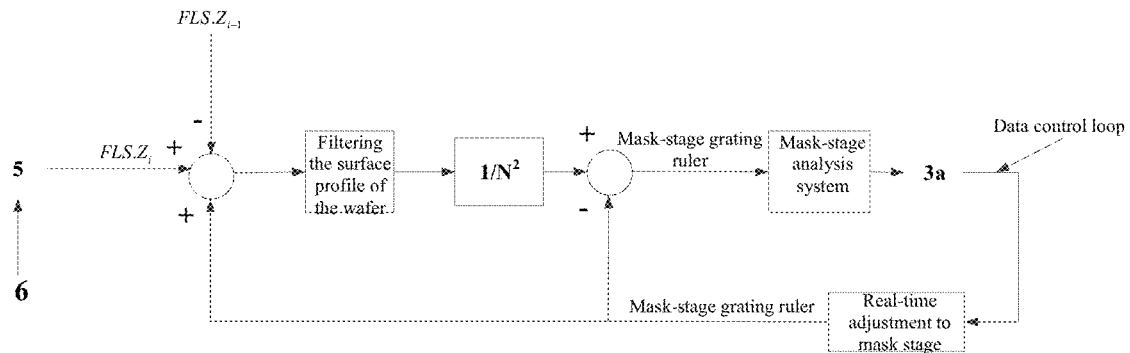 FLS.Z_{i-1}
-
+
FLS.Z_i
5
+
6
Filtering
the surface
profile of
the wafer
1/N²
+
-
Mask-stage grating
ruler
Mask-stage
analysis
system
3a
Data control loop
Mask-stage grating ruler
Real-time
adjustment to
mask stage